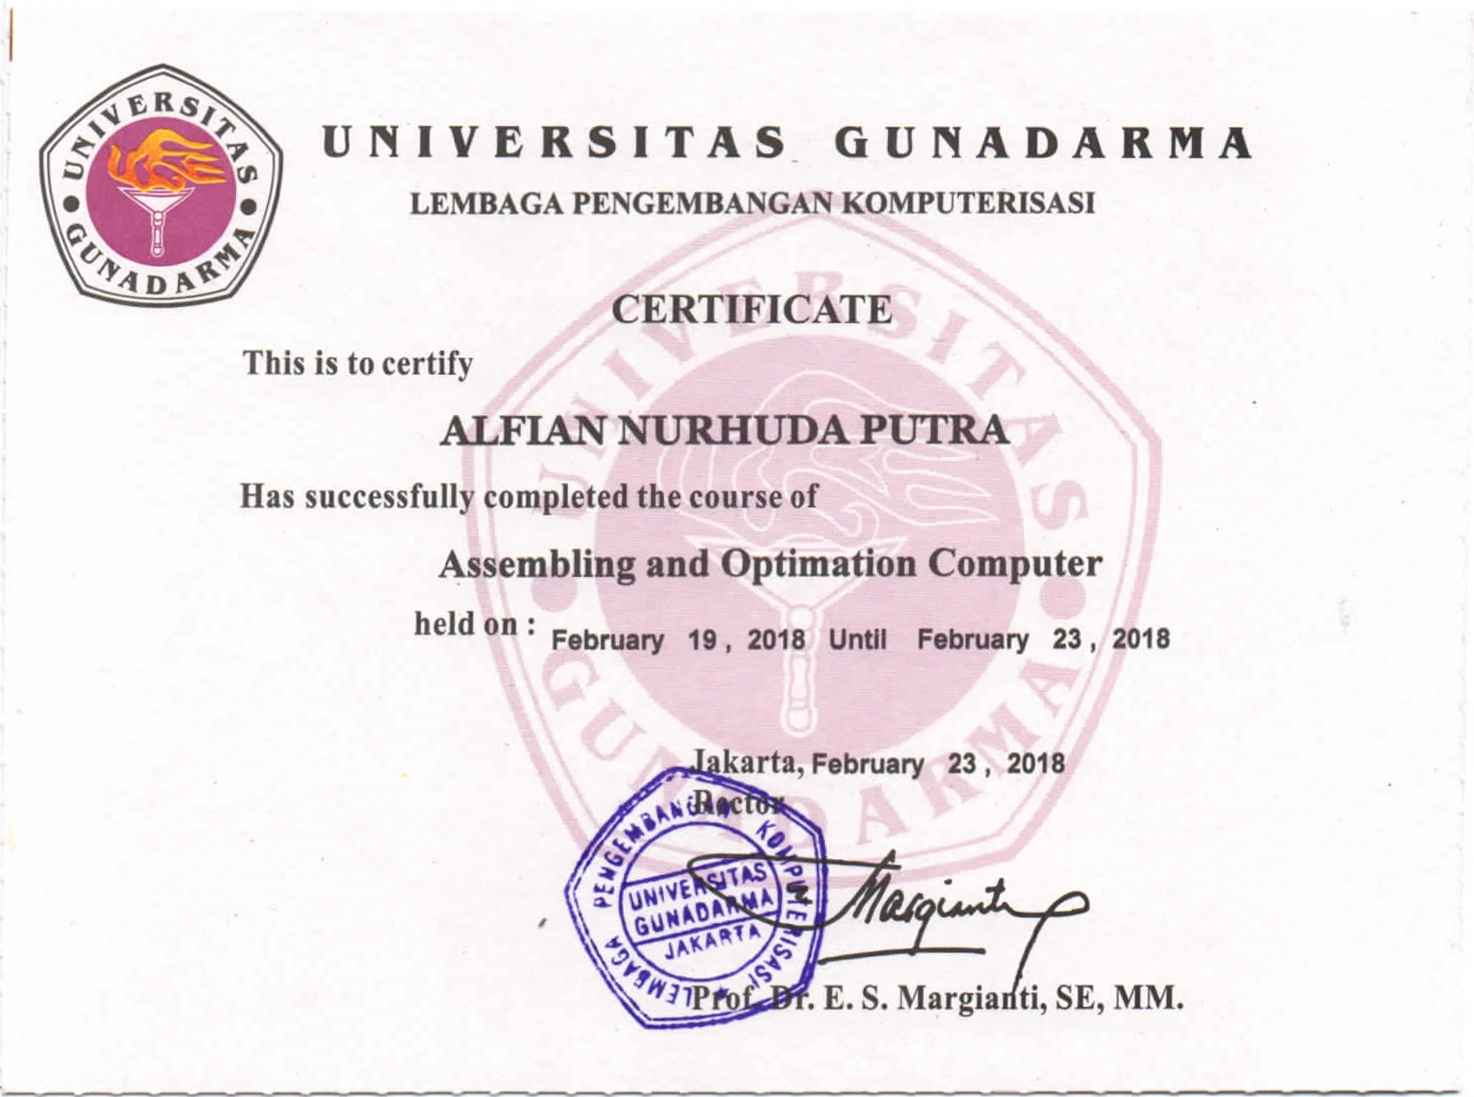 UNIVERSITAS GUNADARMA
UNIVERSITAS GUNADARMA
LEMBAGA PENGEMBANGAN KOMPUTERISASI
UNIVERSITAS GUNADARMA
CERTIFICATE
This is to certify
ALFIAN NURHUDA PUTRA
Has successfully completed the course of
Assembling and Optimation Computer
held on : February 19 , 2018 Until February 23 , 2018
Jakarta, February 23 , 2018
Rector
LEMBAGA PENGEMBANGAN KOMPUTERISASI
UNIVERSITAS
GUNADARMA
JAKARTA
Margianti
Prof. Dr. E. S. Margianti, SE, MM.